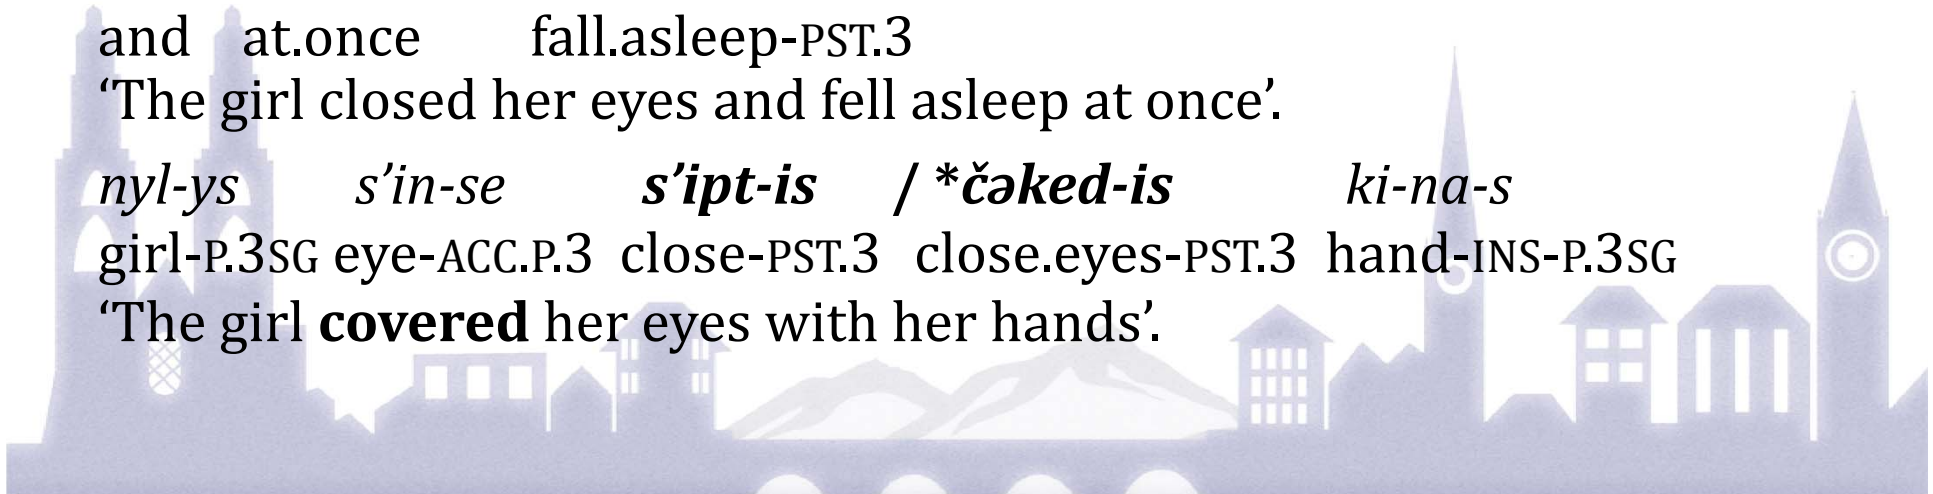 and at.once fall.asleep-PST.3
‘The girl closed her eyes and fell asleep at once’.
nyl-ys s’in-se s’ipt-is / *čəked-is ki-na-s
girl-P.3SG eye-ACC.P.3 close-PST.3 close.eyes-PST.3 hand-INS-P.3SG
‘The girl covered her eyes with her hands’.